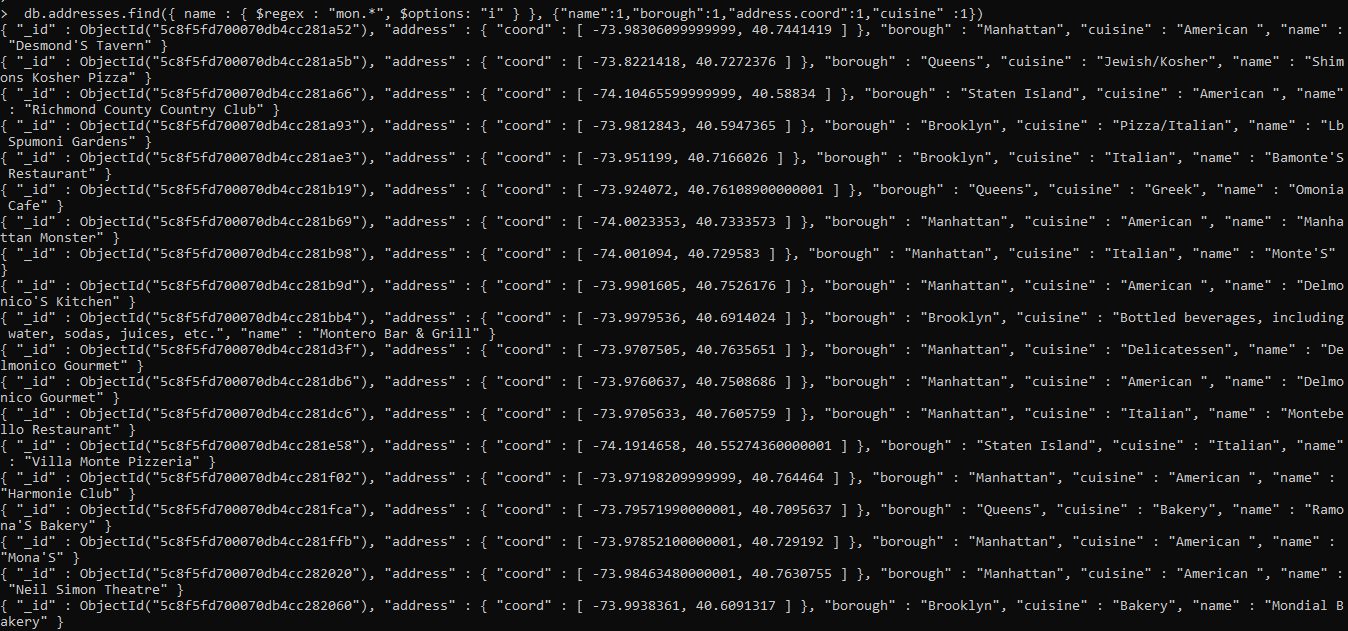 >  db.addresses.find({ name : { $regex : "mon.*", $options: "i" } }, {"name":1,"borough":1,"address.coord":1,"cuisine" :1})
{ "_id" : ObjectId("5c8f5fd700070db4cc281a52"), "address" : { "coord" : [ -73.98306099999999, 40.7441419 ] }, "borough" : "Manhattan", "cuisine" : "American ", "name" :
 "Desmond'S Tavern" }
{ "_id" : ObjectId("5c8f5fd700070db4cc281a5b"), "address" : { "coord" : [ -73.8221418, 40.7272376 ] }, "borough" : "Queens", "cuisine" : "Jewish/Kosher", "name" : "Shim
ons Kosher Pizza" }
{ "_id" : ObjectId("5c8f5fd700070db4cc281a66"), "address" : { "coord" : [ -74.10465599999999, 40.58834 ] }, "borough" : "Staten Island", "cuisine" : "American ", "name"
 : "Richmond County Country Club" }
{ "_id" : ObjectId("5c8f5fd700070db4cc281a93"), "address" : { "coord" : [ -73.9812843, 40.5947365 ] }, "borough" : "Brooklyn", "cuisine" : "Pizza/Italian", "name" : "Lb
 Spumoni Gardens" }
{ "_id" : ObjectId("5c8f5fd700070db4cc281ae3"), "address" : { "coord" : [ -73.951199, 40.7166026 ] }, "borough" : "Brooklyn", "cuisine" : "Italian", "name" : "Bamonte'S
 Restaurant" }
{ "_id" : ObjectId("5c8f5fd700070db4cc281b19"), "address" : { "coord" : [ -73.924072, 40.76108900000001 ] }, "borough" : "Queens", "cuisine" : "Greek", "name" : "Omonia
 Cafe" }
{ "_id" : ObjectId("5c8f5fd700070db4cc281b69"), "address" : { "coord" : [ -74.0023353, 40.7333573 ] }, "borough" : "Manhattan", "cuisine" : "American ", "name" : "Manha
ttan Monster" }
{ "_id" : ObjectId("5c8f5fd700070db4cc281b98"), "address" : { "coord" : [ -74.001094, 40.729583 ] }, "borough" : "Manhattan", "cuisine" : "Italian", "name" : "Monte'S"
}
{ "_id" : ObjectId("5c8f5fd700070db4cc281b9d"), "address" : { "coord" : [ -73.9901605, 40.7526176 ] }, "borough" : "Manhattan", "cuisine" : "American ", "name" : "Delmo
nico'S Kitchen" }
{ "_id" : ObjectId("5c8f5fd700070db4cc281bb4"), "address" : { "coord" : [ -73.9979536, 40.6914024 ] }, "borough" : "Brooklyn", "cuisine" : "Bottled beverages, including
 water, sodas, juices, etc.", "name" : "Montero Bar & Grill" }
{ "_id" : ObjectId("5c8f5fd700070db4cc281d3f"), "address" : { "coord" : [ -73.9707505, 40.7635651 ] }, "borough" : "Manhattan", "cuisine" : "Delicatessen", "name" : "De
lmonico Gourmet" }
{ "_id" : ObjectId("5c8f5fd700070db4cc281db6"), "address" : { "coord" : [ -73.9760637, 40.7508686 ] }, "borough" : "Manhattan", "cuisine" : "American ", "name" : "Delmo
nico Gourmet" }
{ "_id" : ObjectId("5c8f5fd700070db4cc281dc6"), "address" : { "coord" : [ -73.9705633, 40.7605759 ] }, "borough" : "Manhattan", "cuisine" : "Italian", "name" : "Montebe
llo Restaurant" }
{ "_id" : ObjectId("5c8f5fd700070db4cc281e58"), "address" : { "coord" : [ -74.1914658, 40.55274360000001 ] }, "borough" : "Staten Island", "cuisine" : "Italian", "name"
 : "Villa Monte Pizzeria" }
{ "_id" : ObjectId("5c8f5fd700070db4cc281f02"), "address" : { "coord" : [ -73.97198209999999, 40.764464 ] }, "borough" : "Manhattan", "cuisine" : "American ", "name" :
"Harmonie Club" }
{ "_id" : ObjectId("5c8f5fd700070db4cc281fca"), "address" : { "coord" : [ -73.79571990000001, 40.7095637 ] }, "borough" : "Queens", "cuisine" : "Bakery", "name" : "Ramo
na'S Bakery" }
{ "_id" : ObjectId("5c8f5fd700070db4cc281ffb"), "address" : { "coord" : [ -73.97852100000001, 40.729192 ] }, "borough" : "Manhattan", "cuisine" : "American ", "name" :
"Mona'S" }
{ "_id" : ObjectId("5c8f5fd700070db4cc282020"), "address" : { "coord" : [ -73.98463480000001, 40.7630755 ] }, "borough" : "Manhattan", "cuisine" : "American ", "name" :
 "Neil Simon Theatre" }
{ "_id" : ObjectId("5c8f5fd700070db4cc282060"), "address" : { "coord" : [ -73.9938361, 40.6091317 ] }, "borough" : "Brooklyn", "cuisine" : "Bakery", "name" : "Mondial B
akery" }